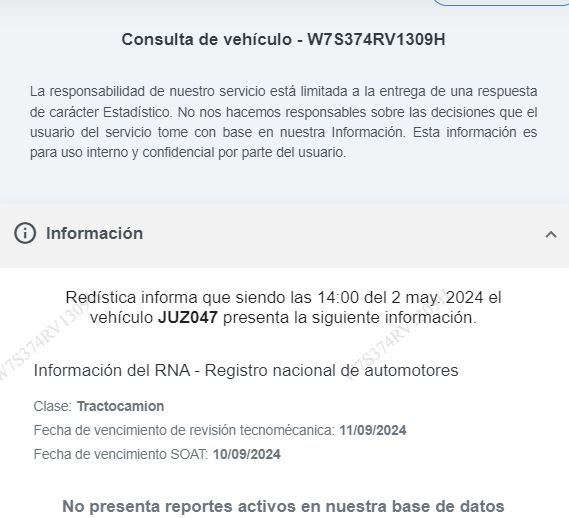 Consulta de vehículo - W7S374RV1309H
La responsabilidad de nuestro servicio está limitada a la entrega de una respuesta
de carácter Estadístico. No nos hacemos responsables sobre las decisiones que el
usuario del servicio tome con base en nuestra Información. Esta información es
para uso interno y confidencial por parte del usuario.
Información
Redística informa que siendo las 14:00 del 2 may. 2024 el
vehículo JUZ047 presenta la siguiente información.
Información del RNA - Registro nacional de automotores
Clase: Tractocamion
Fecha de vencimiento de revisión tecnomécanica: 11/09/2024
Fecha de vencimiento SOAT: 10/09/2024
No presenta reportes activos en nuestra base de datos